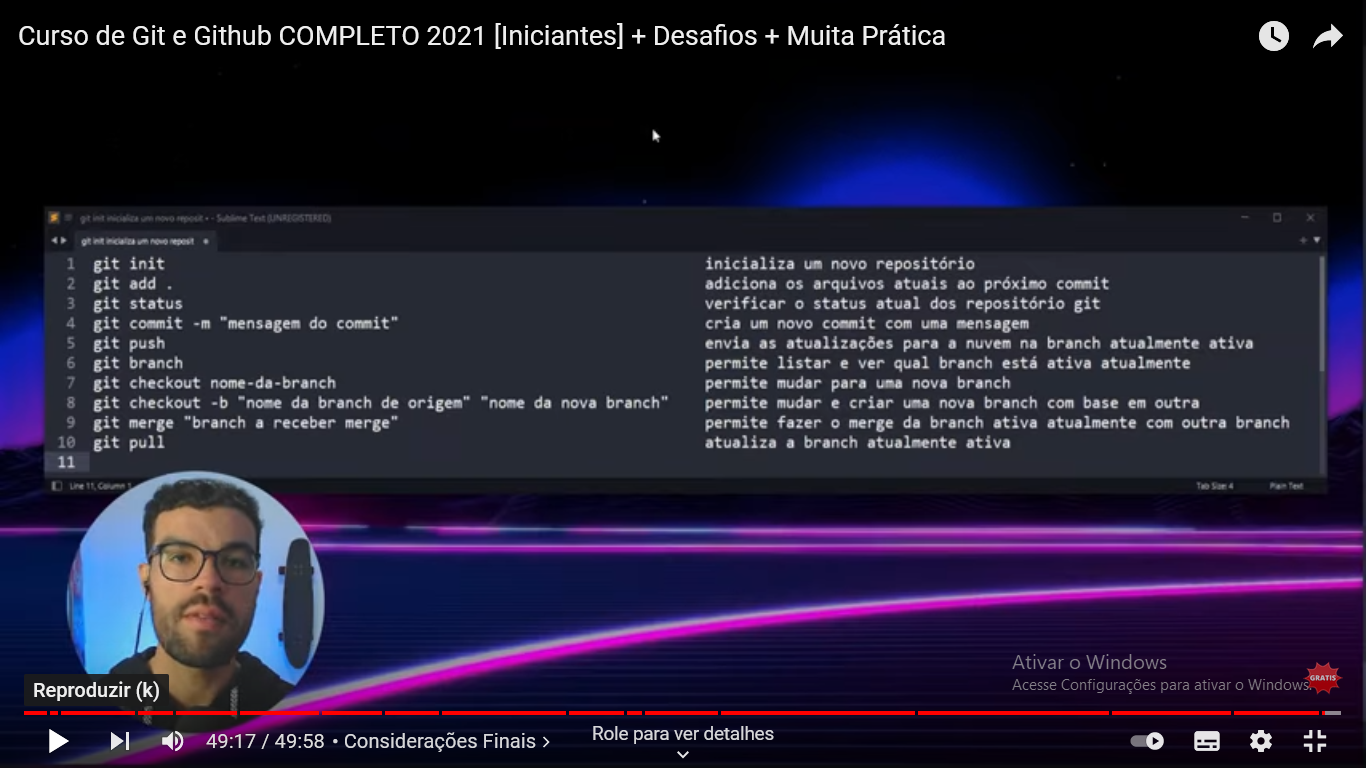 Curso de Git e Github COMPLETO 2021 [Iniciantes] + Desafios + Muita Prática
git init inicializa um novo reposit • - Sublime Text (UNREGISTERED)
git init inicializa um novo reposit
1 git init inicializa um novo repositório
2 git add . adiciona os arquivos atuais ao próximo commit
3 git status verificar o status atual dos repositório git
4 git commit -m "mensagem do commit" cria um novo commit com uma mensagem
5 git push envia as atualizações para a nuvem na branch atualmente ativa
6 git branch permite listar e ver qual branch está ativa atualmente
7 git checkout nome-da-branch permite mudar para uma nova branch
8 git checkout -b "nome da branch de origem" "nome da nova branch" permite mudar e criar uma nova branch com base em outra
9 git merge "branch a receber merge" permite fazer o merge da branch ativa atualmente com outra branch
10 git pull atualiza a branch atualmente ativa
11
Line 11, Column 1 Tab Size: 4 Plain Text
Ativar o Windows
Acesse Configurações para ativar o Windows.
GRATIS
Reproduzir (k)
49:17 / 49:58 • Considerações Finais
Role para ver detalhes